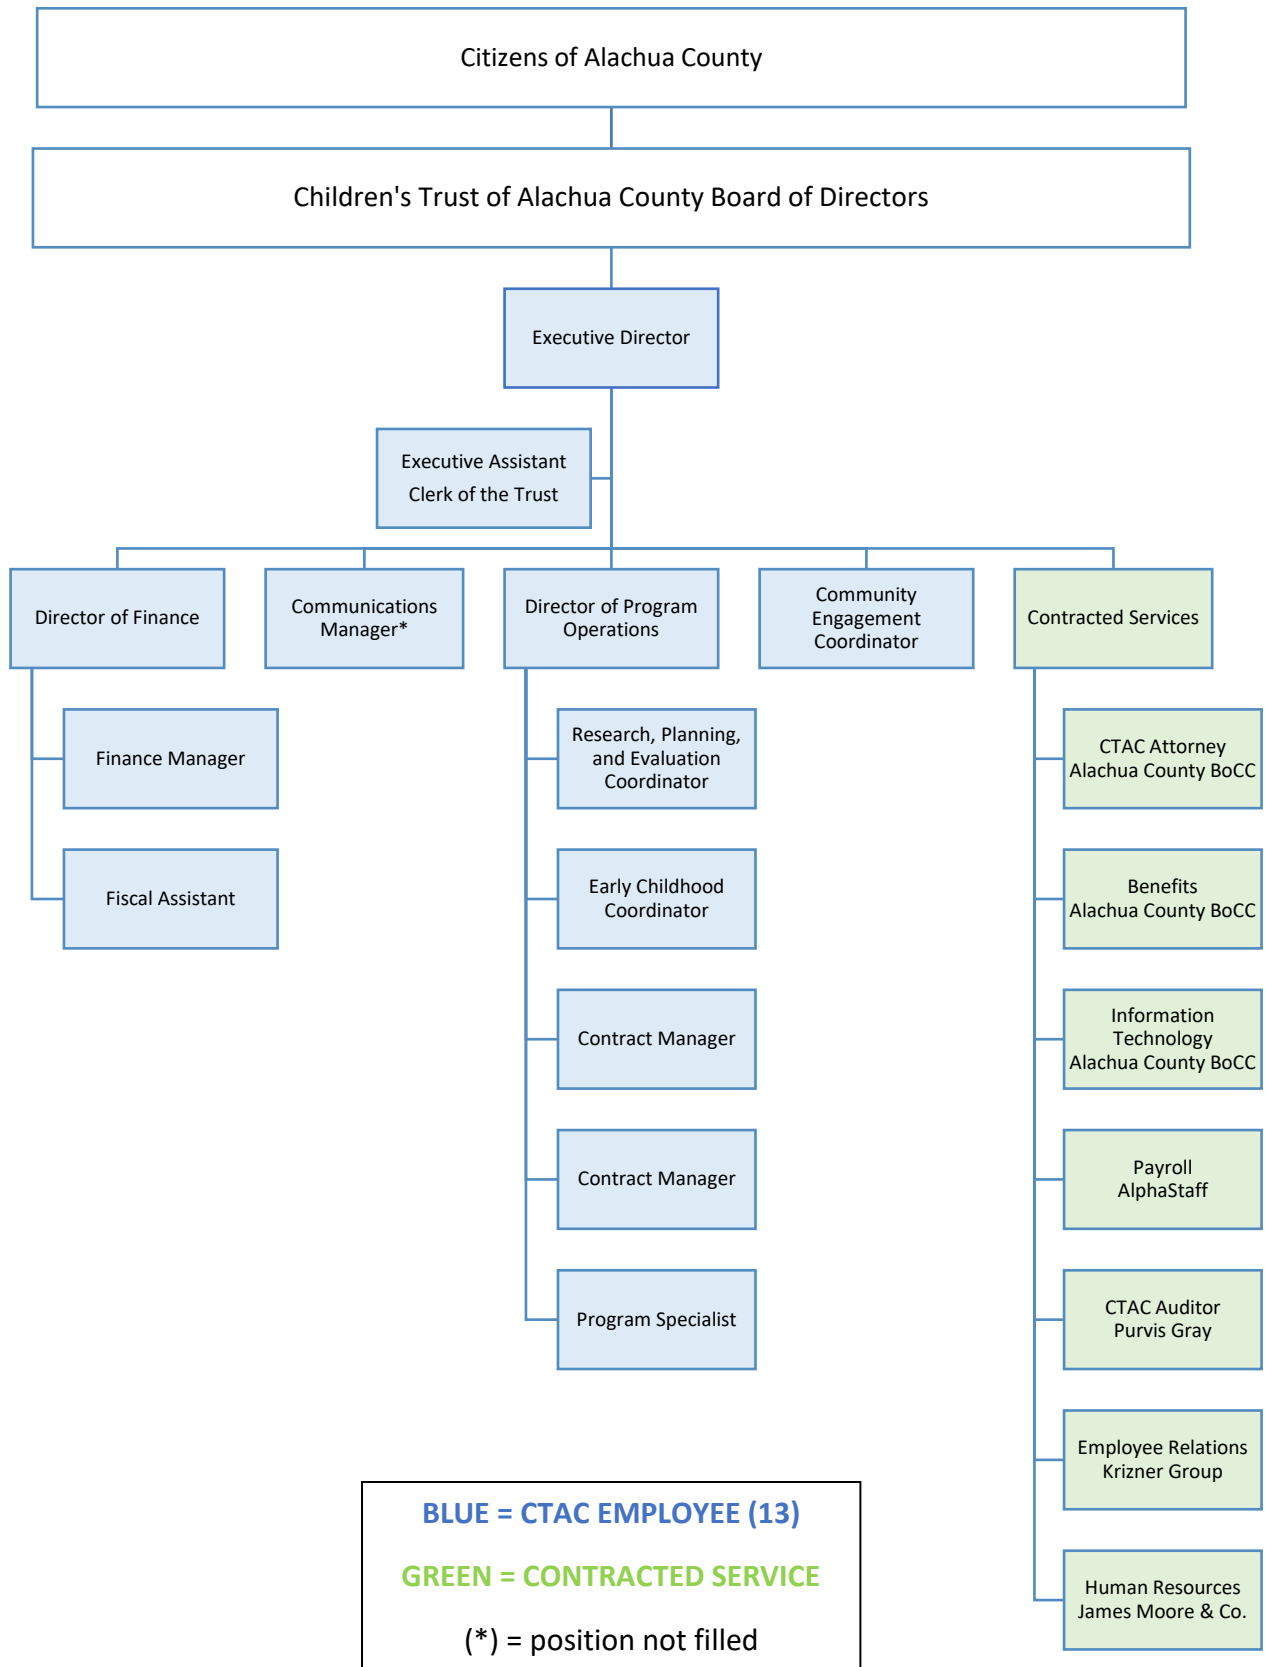 Citizens of Alachua County
Children's Trust of Alachua County Board of Directors
Executive Director
Executive Assistant
Clerk of the Trust
Director of Finance
Communications
Manager*
Director of Program
Operations
Community
Engagement
Coordinator
Contracted Services
Finance Manager
Fiscal Assistant
Research, Planning,
and Evaluation
Coordinator
Early Childhood
Coordinator
Contract Manager
Contract Manager
Program Specialist
CTAC Attorney
Alachua County BoCC
Benefits
Alachua County BoCC
Information
Technology
Alachua County BoCC
Payroll
AlphaStaff
CTAC Auditor
Purvis Gray
Employee Relations
Krizner Group
Human Resources
James Moore & Co.
BLUE = CTAC EMPLOYEE (13)
GREEN = CONTRACTED SERVICE
(*) = position not filled